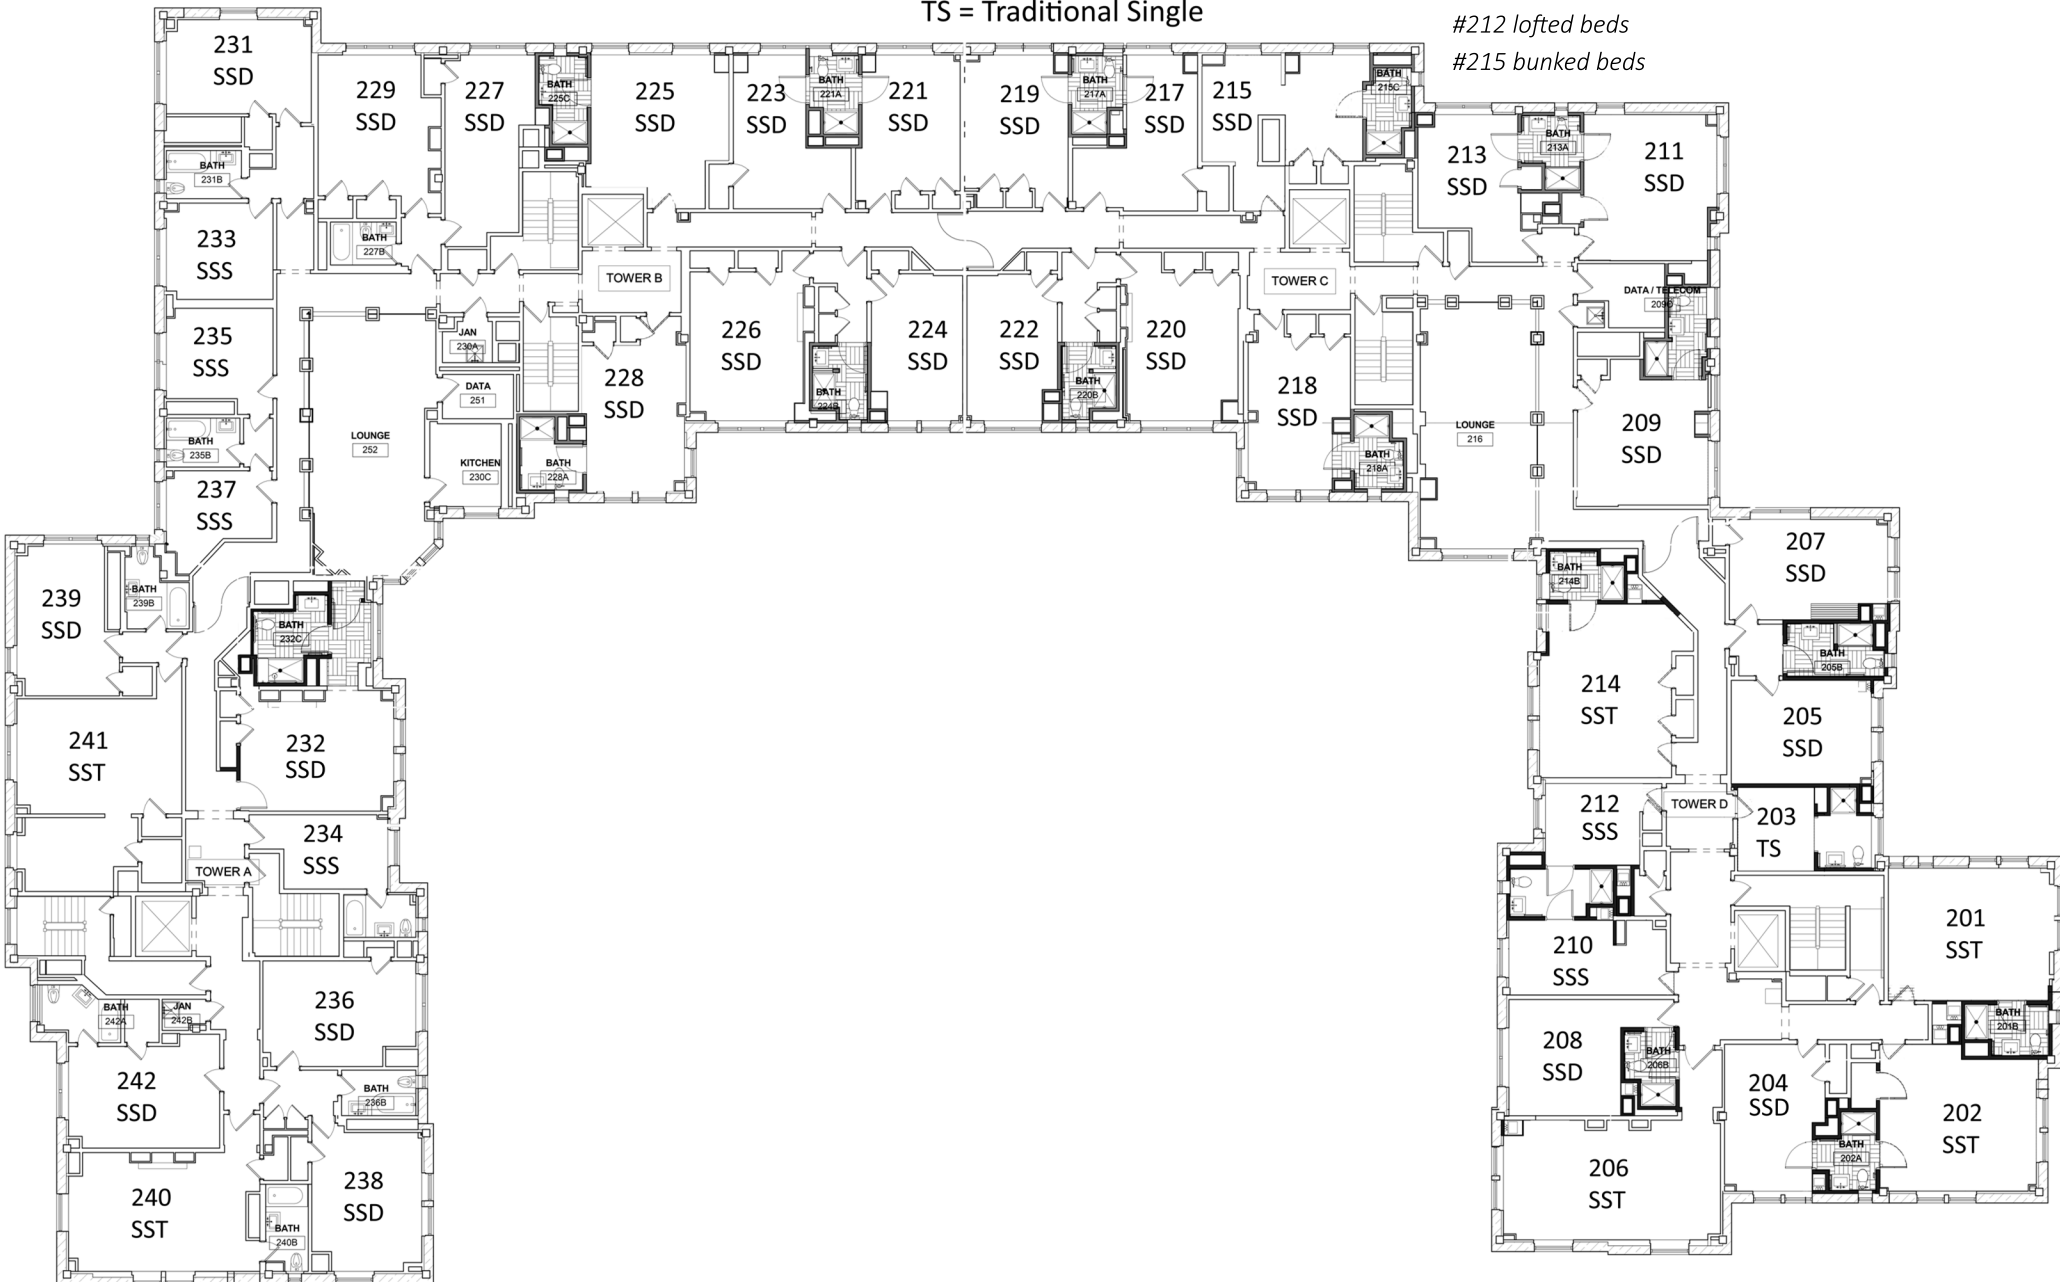 TS = Traditional Single
#212 lofted beds
#215 bunked beds
231
SSD
229
SSD
227
SSD
BATH
225C
225
SSD
223
SSD
BATH
221A
221
SSD
219
SSD
BATH
217A
217
SSD
215
SSD
BATH
215C
213
SSD
BATH
213A
211
SSD
BATH
231B
233
SSS
BATH
227B
TOWER B
TOWER C
DATA / TELECOM
235
SSS
JAN
230A
DATA
251
228
SSD
226
SSD
BATH
224B
224
SSD
222
SSD
BATH
220B
220
SSD
218
SSD
BATH
218A
LOUNGE
216
209
SSD
LOUNGE
252
KITCHEN
230C
BATH
228A
BATH
235B
237
SSS
239
SSD
BATH
239B
BATH
232C
BATH
214B
207
SSD
BATH
205B
214
SST
205
SSD
241
SST
232
SSD
212
SSS
TOWER D
203
TS
234
SSS
TOWER A
201
SST
210
SSS
BATH
242A
JAN
242B
236
SSD
208
SSD
BATH
206B
BATH
201B
242
SSD
BATH
236B
204
SSD
202
SST
BATH
202A
240
SST
238
SSD
BATH
240B
206
SST